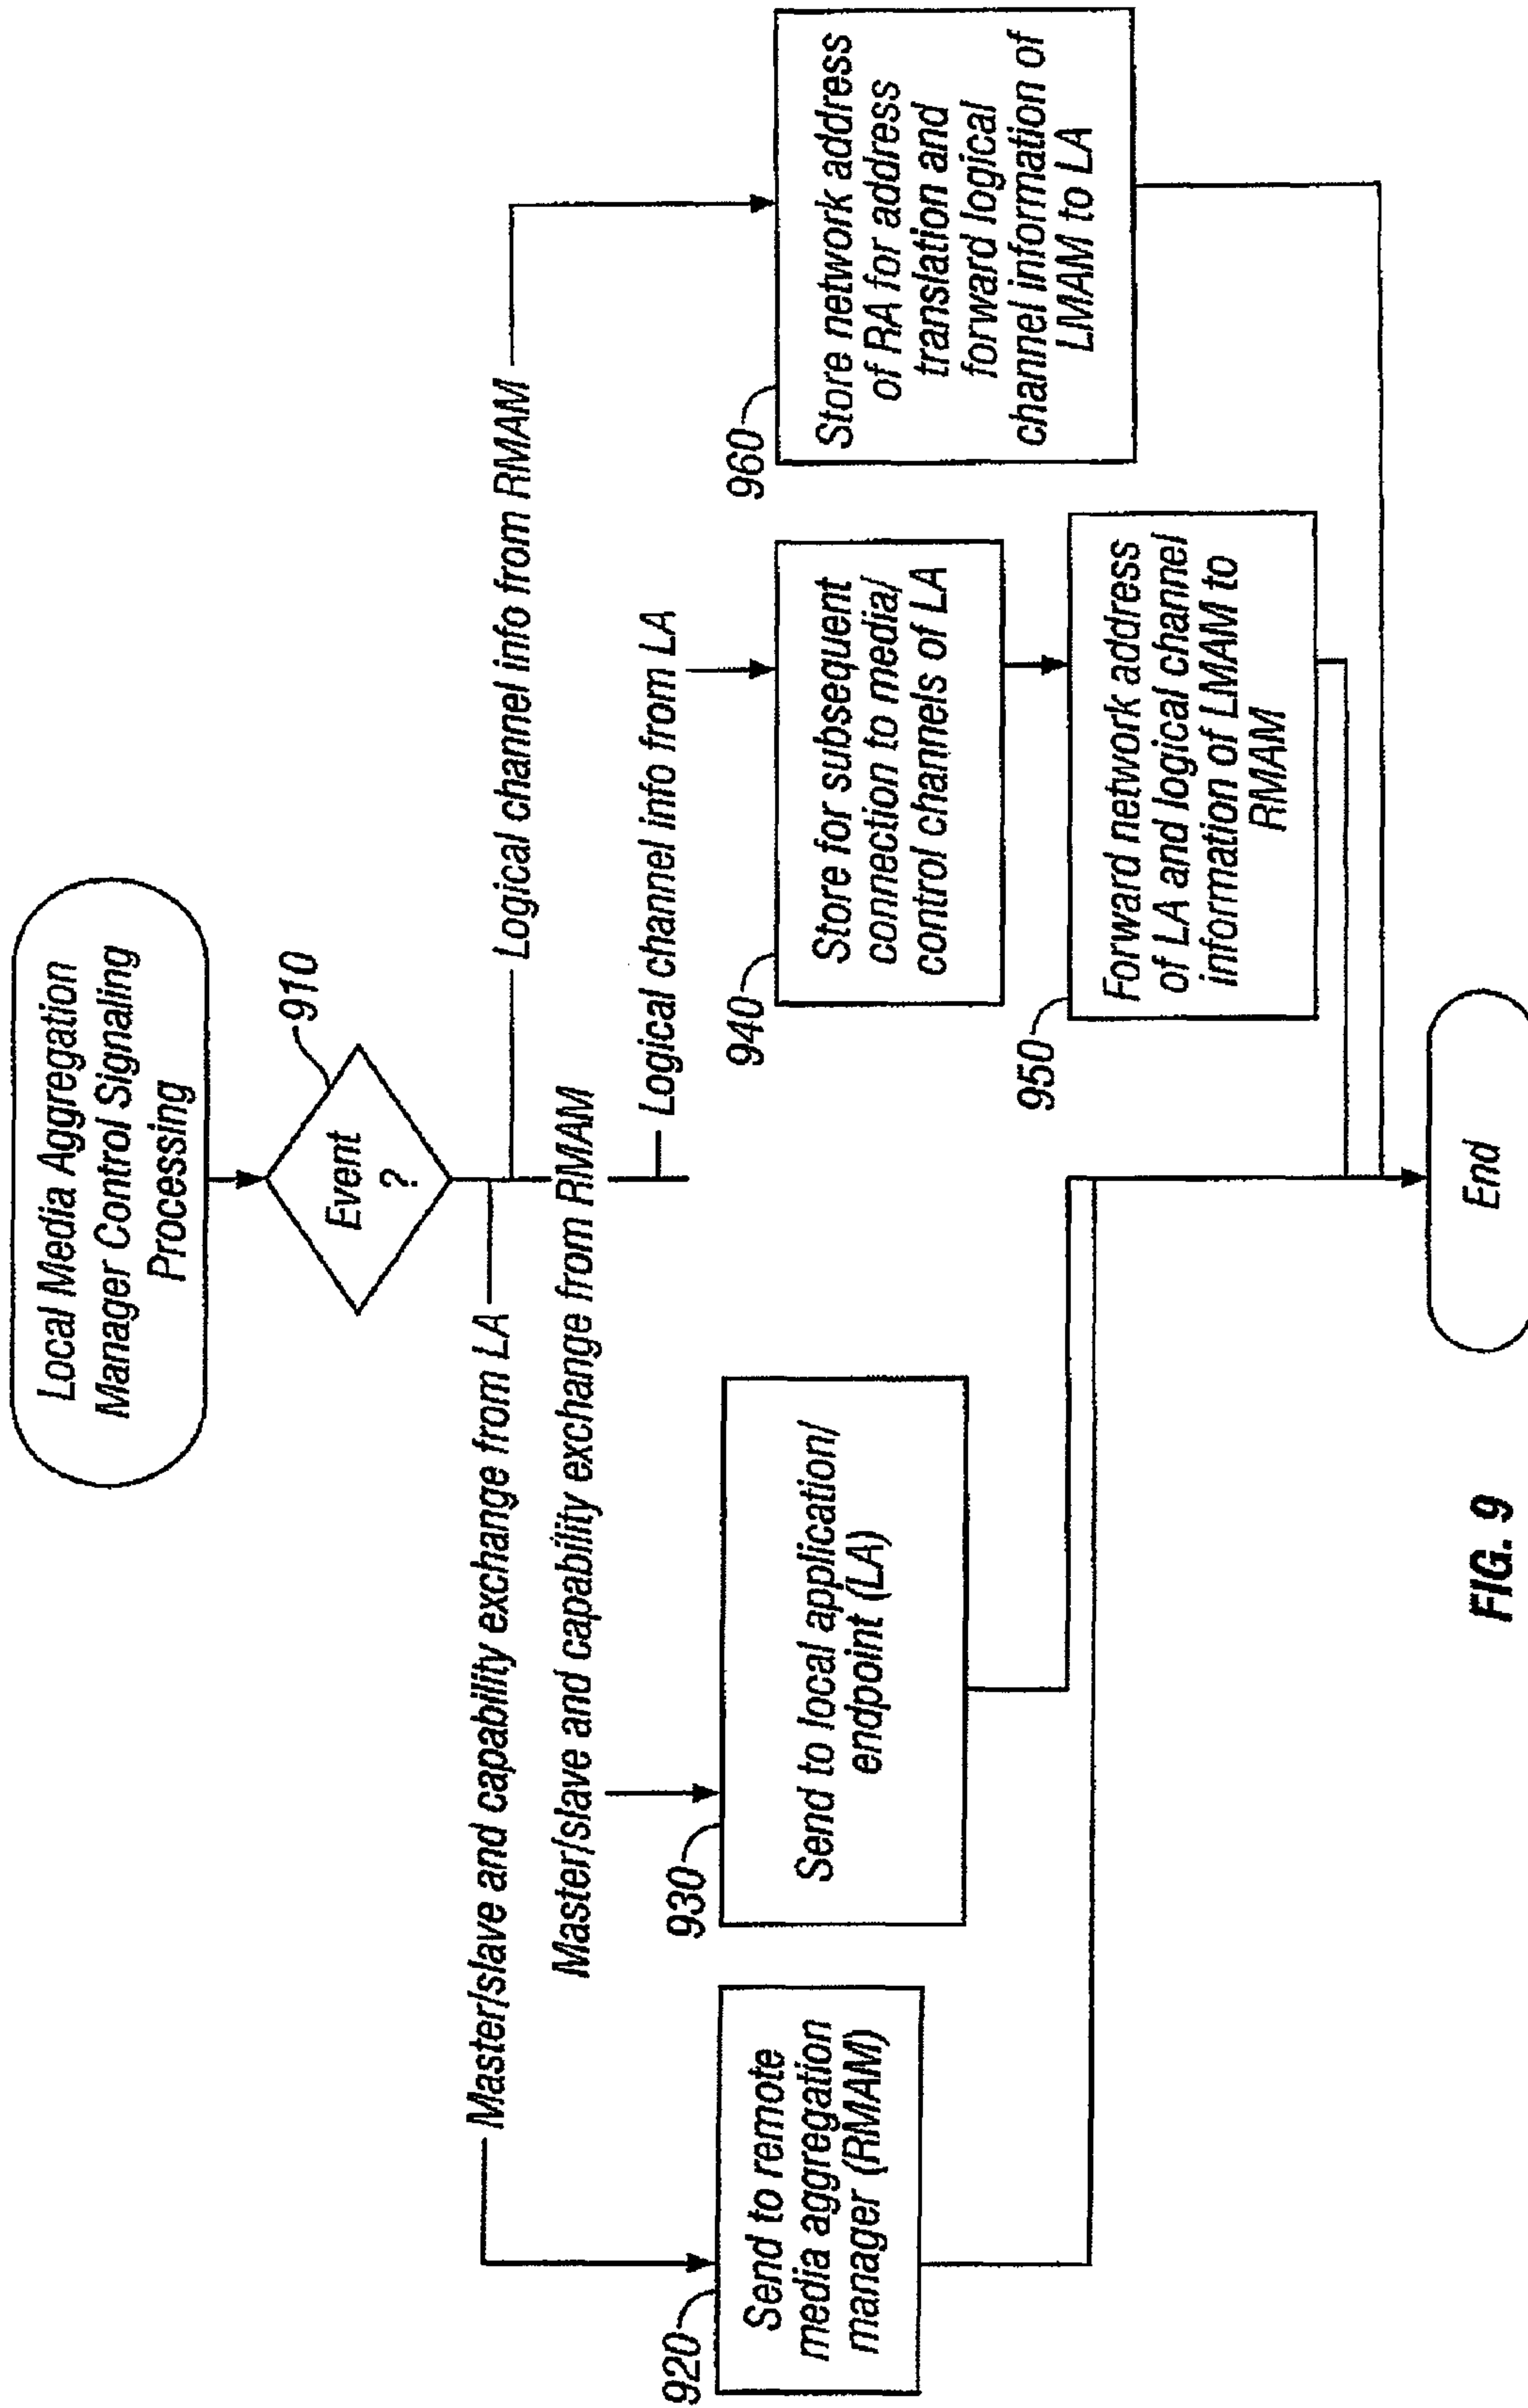 Local Media Aggregation
Manager Control Signaling
Processing
910
Event
?
Master/slave and capability exchange from LA
Logical channel info from RMAM
Master/slave and capability exchange from RMAM
Logical channel info from LA
920
Send to remote
media aggregation
manager (RMAM)
930
Send to local application/
endpoint (LA)
940
Store for subsequent
connection to media/
control channels of LA
950
Forward network address
of LA and logical channel
information of LMAM to
RMAM
960
Store network address
of RA for address
translation and
forward logical
channel information of
LMAM to LA
End
FIG. 9